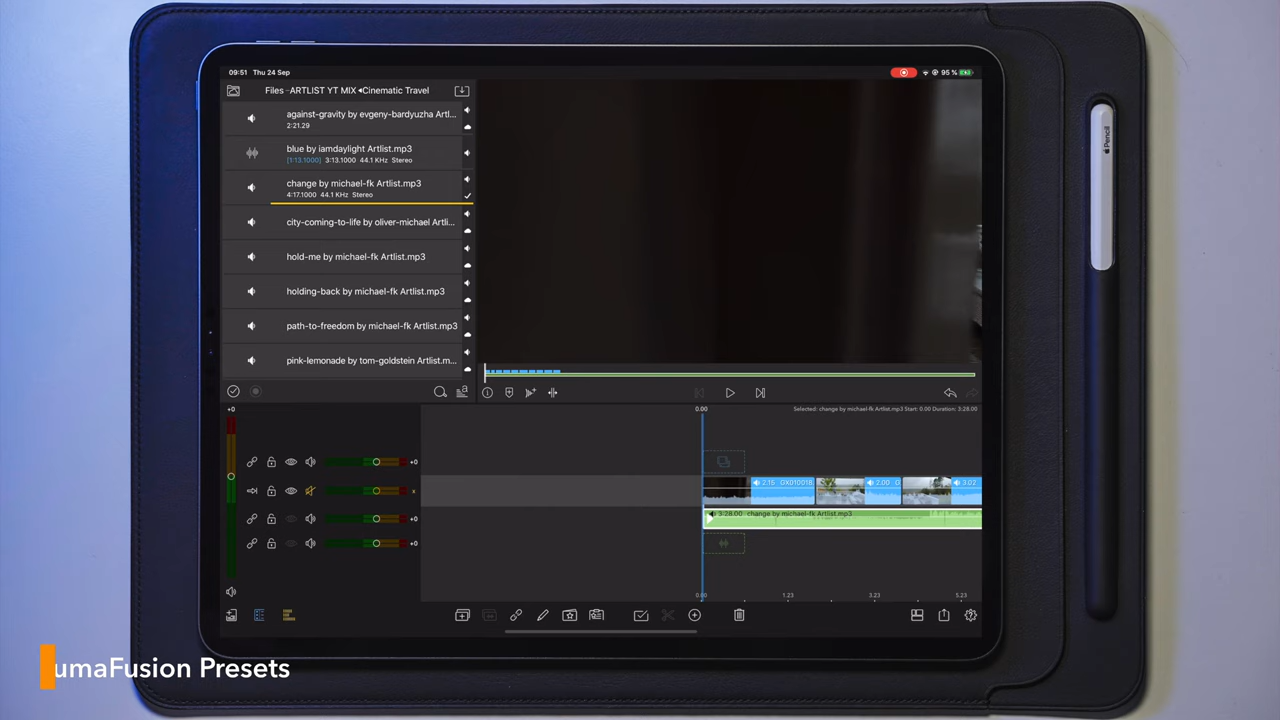 09:51 Thu 24 Sep
95 %
Files ARTLIST YT MIX Cinematic Travel
against-gravity by evgeny-bardyuzha Artl...
2:21.29
blue by iamdaylight Artlist.mp3
[1:13.1000] 3:13.1000 44.1 KHz Stereo
change by michael-fk Artlist.mp3
4:17.1000 44.1 KHz Stereo
city-coming-to-life by oliver-michael Artli...
hold-me by michael-fk Artlist.mp3
holding-back by michael-fk Artlist.mp3
path-to-freedom by michael-fk Artlist.mp3
pink-lemonade by tom-goldstein Artlist.m...
+0
0.00
Selected: change by michael-fk Artlist.mp3 Start: 0.00 Duration: 3:28.00
+0
2:15 OX010018
2.00
3.02
x
3:28.00 change by michael-fk Artlist.mp3
+0
+0
0.00
1.23
3.23
5.23
umaFusion Presets
Pencil